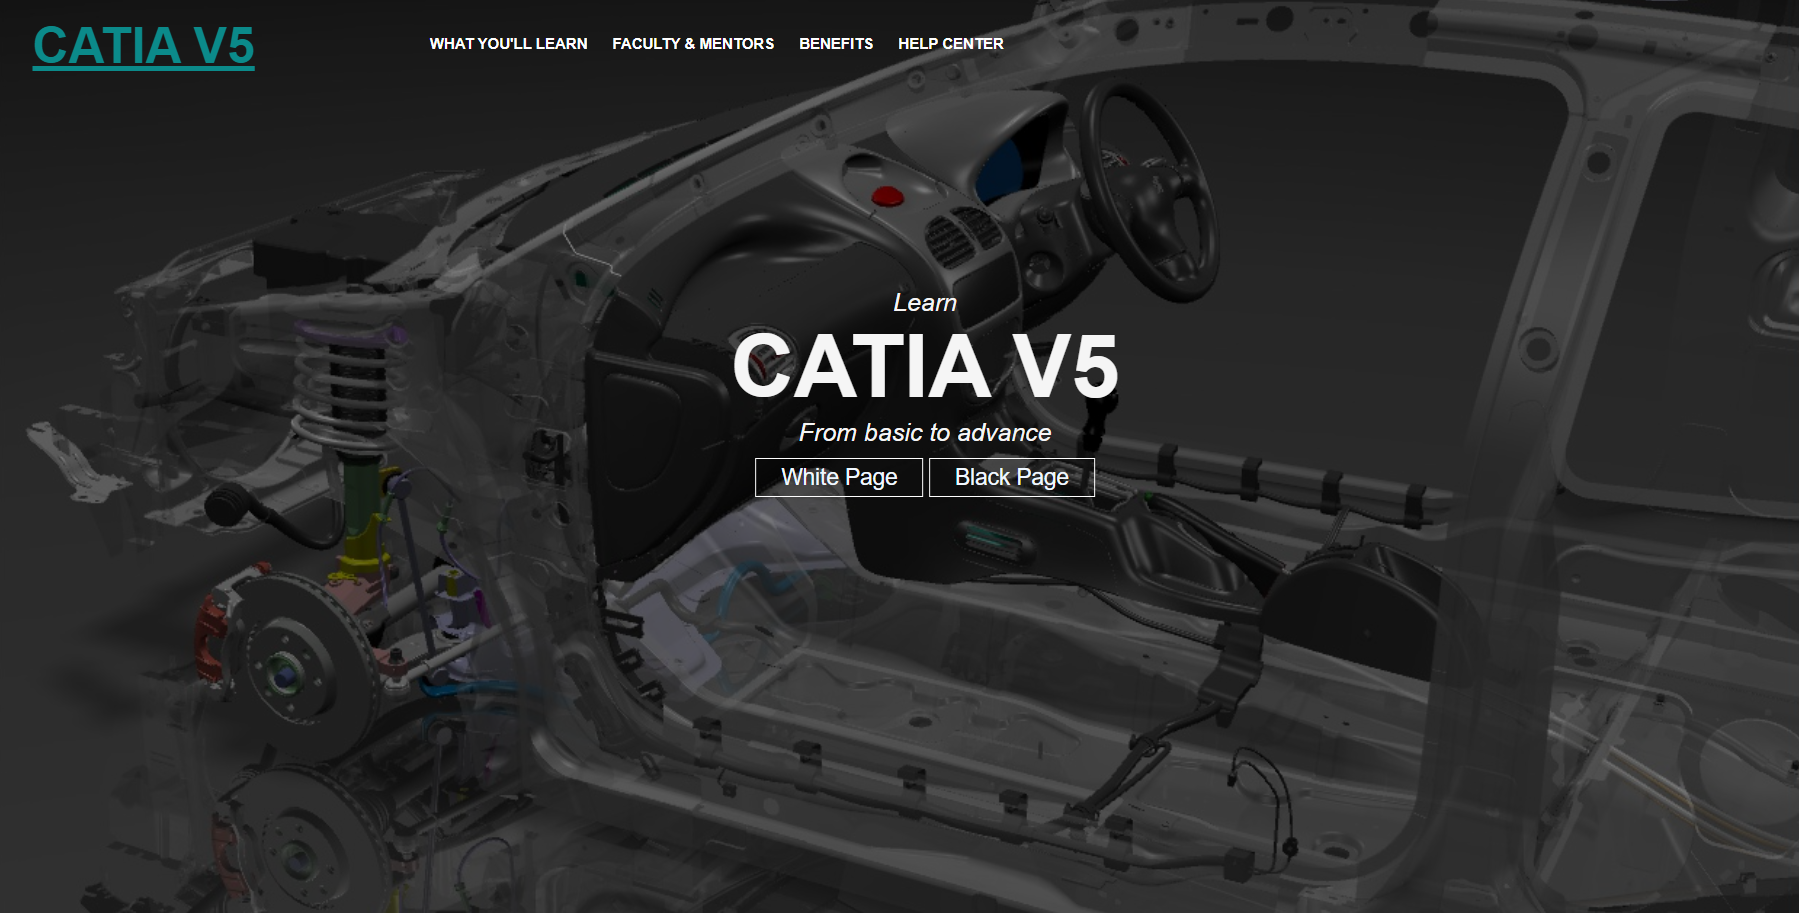 CATIA V5
WHAT YOU'LL LEARN FACULTY & MENTORS BENEFITS HELP CENTER
Learn
CATIA V5
From basic to advance
White Page Black Page